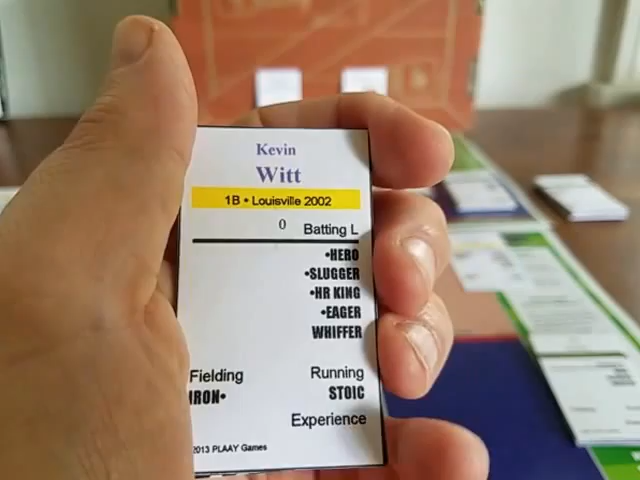 Kevin
Witt
1B • Louisville 2002
0 Batting L
•HERO
•SLUGGER
•HR KING
•EAGER
WHIFFER
Fielding Running
IRON• STOIC
Experience
2013 PLAAY Games